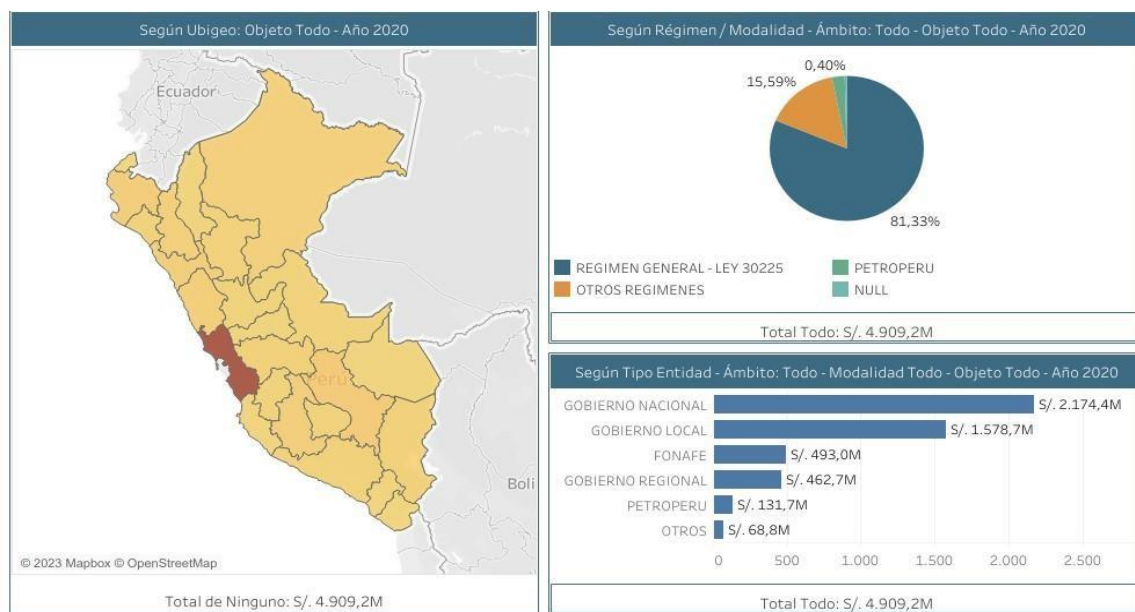 Según Ubigeo: Objeto Todo - Año 2020
Ecuador
Perú
Boli
© 2023 Mapbox © OpenStreetMap
Total de Ninguno: S/. 4.909,2M
Según Régimen / Modalidad - Ámbito: Todo - Objeto Todo - Año 2020
0,40%
15,59%
81,33%
REGIMEN GENERAL - LEY 30225
PETROPERU
OTROS REGIMENES
NULL
Total Todo: S/. 4.909,2M
Según Tipo Entidad - Ámbito: Todo - Modalidad Todo - Objeto Todo - Año 2020
GOBIERNO NACIONAL S/. 2.174,4M
GOBIERNO LOCAL S/. 1.578,7M
FONAFE S/. 493,0M
GOBIERNO REGIONAL S/. 462,7M
PETROPERU S/. 131,7M
OTROS S/. 68,8M
0 500 1.000 1.500 2.000 2.500
Total Todo: S/. 4.909,2M